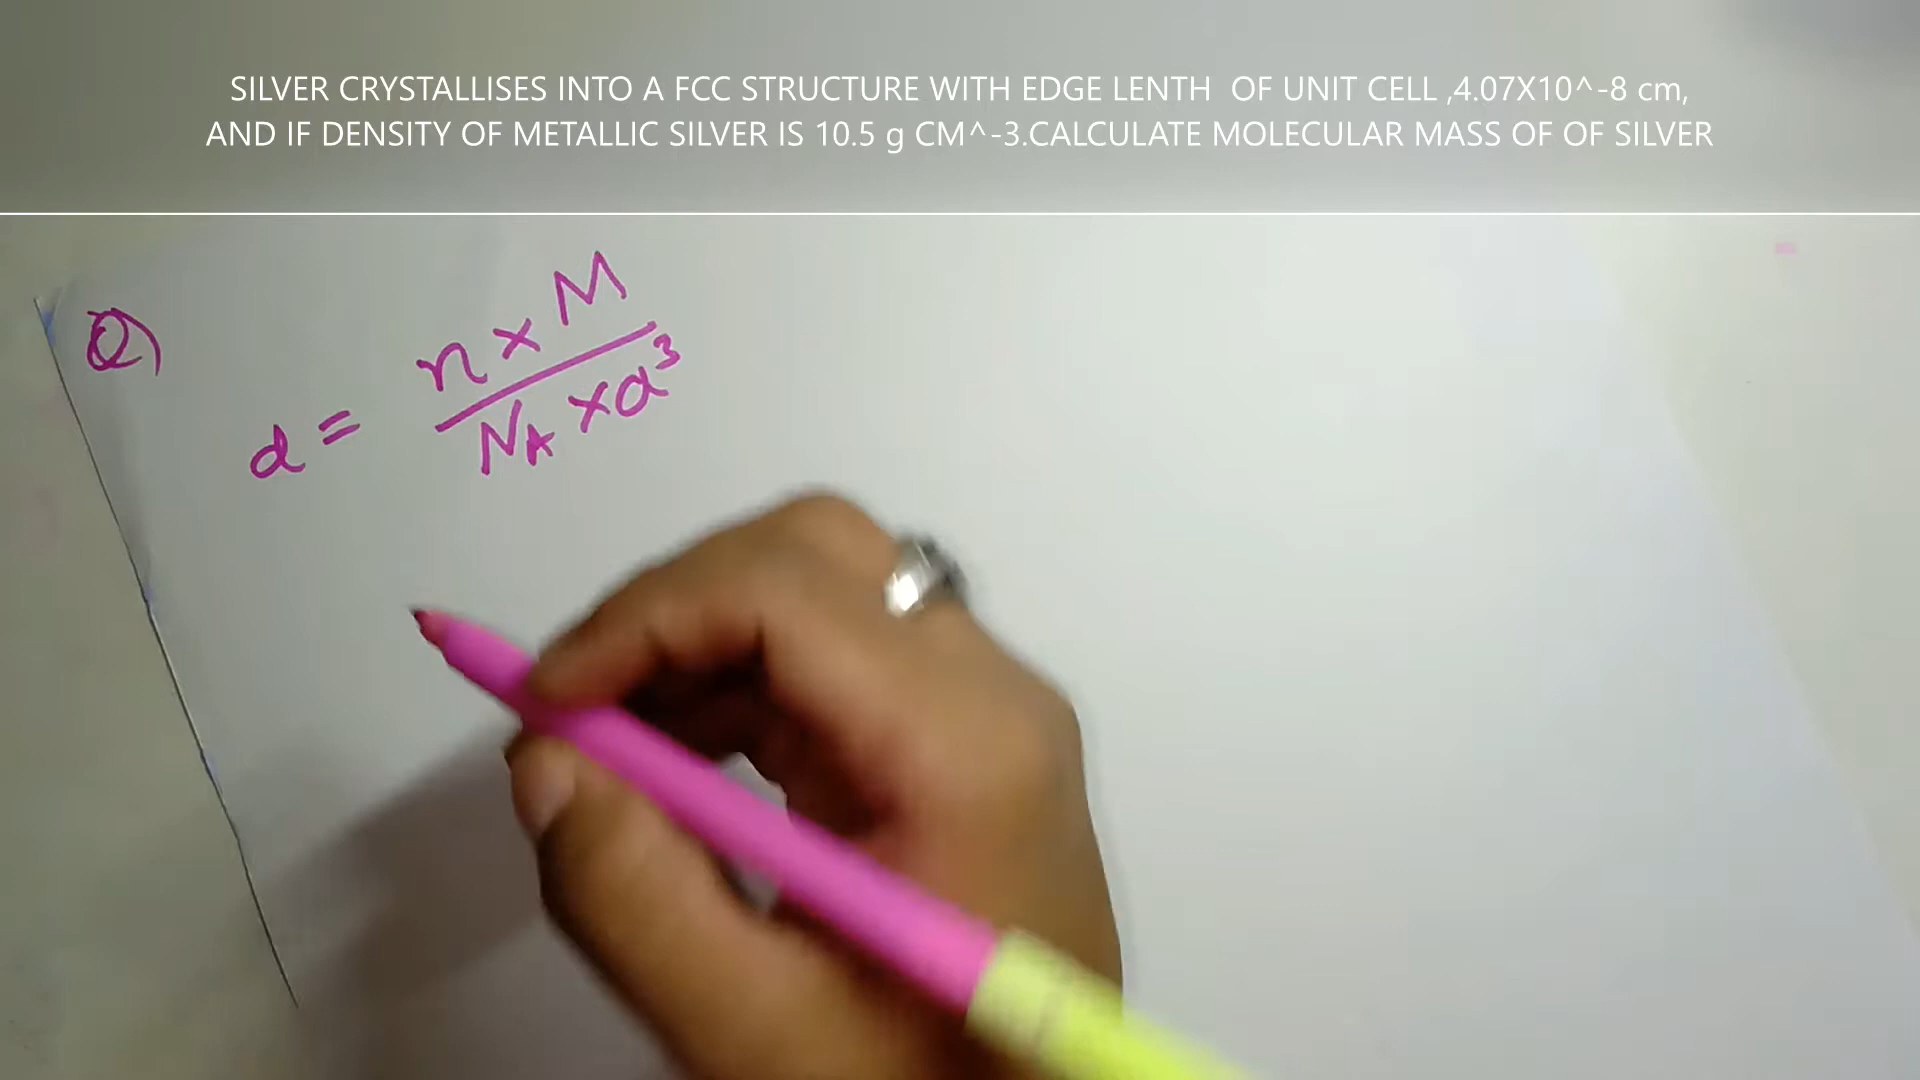 SILVER CRYSTALLISES INTO A FCC STRUCTURE WITH EDGE LENTH OF UNIT CELL ,4.07X10^-8 cm,
AND IF DENSITY OF METALLIC SILVER IS 10.5 g CM^-3.CALCULATE MOLECULAR MASS OF OF SILVER
Q)
d = n × M / N_A × a³